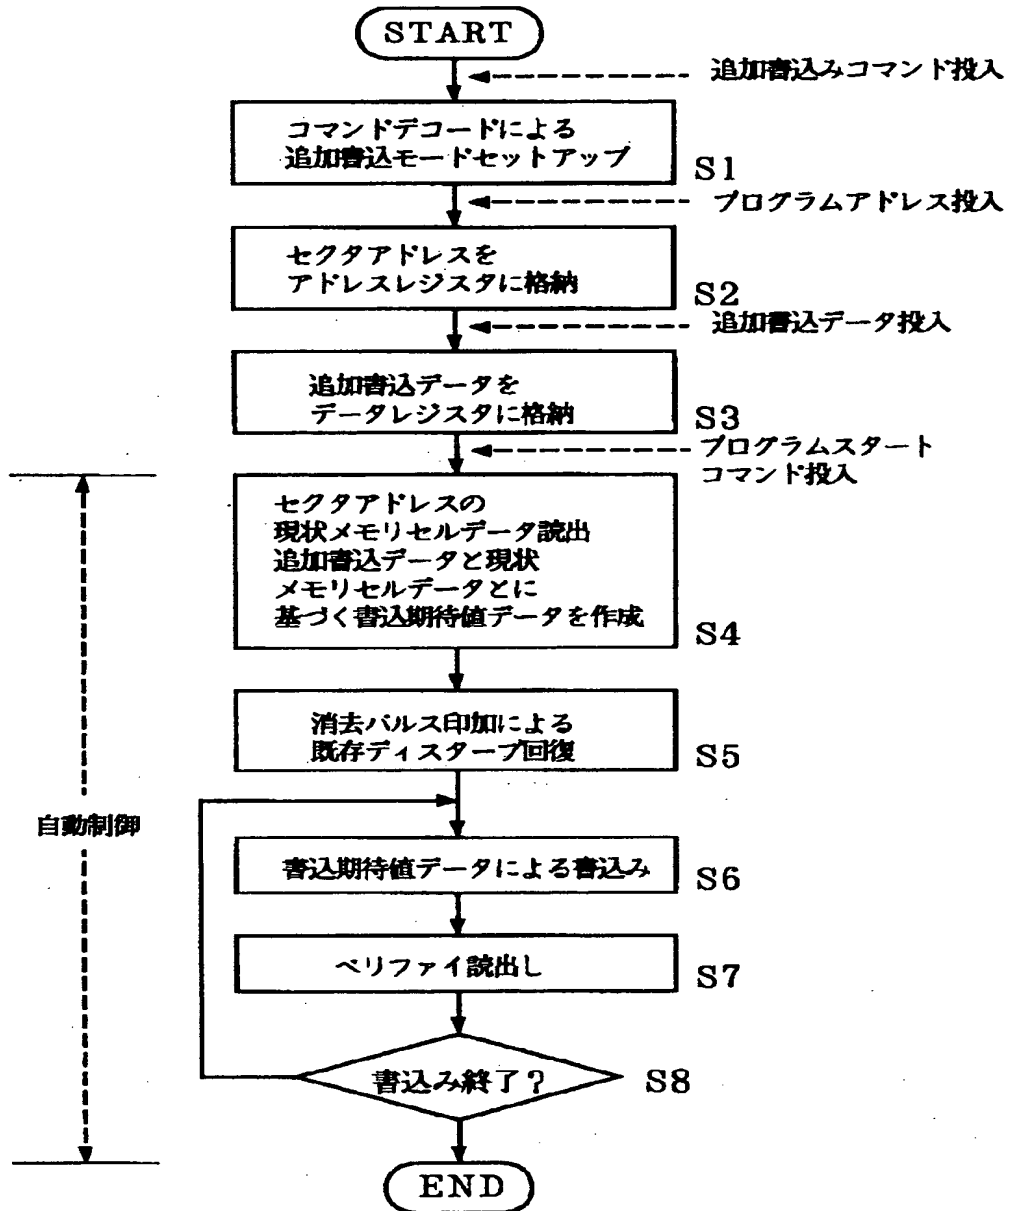 START
追加書込みコマンド投入
コマンドデコードによる
追加書込モードセットアップ
S1
プログラムアドレス投入
セクタアドレスを
アドレスレジスタに格納
S2
追加書込データ投入
追加書込データを
データレジスタに格納
S3
プログラムスタート
コマンド投入
セクタアドレスの
現状メモリセルデータ読出
追加書込データと現状
メモリセルデータとに
基づく書込期待値データを作成
S4
消去パルス印加による
既存ディスターブ回復
S5
自動制御
書込期待値データによる書込み
S6
ベリファイ読出し
S7
書込み終了?
S8
END